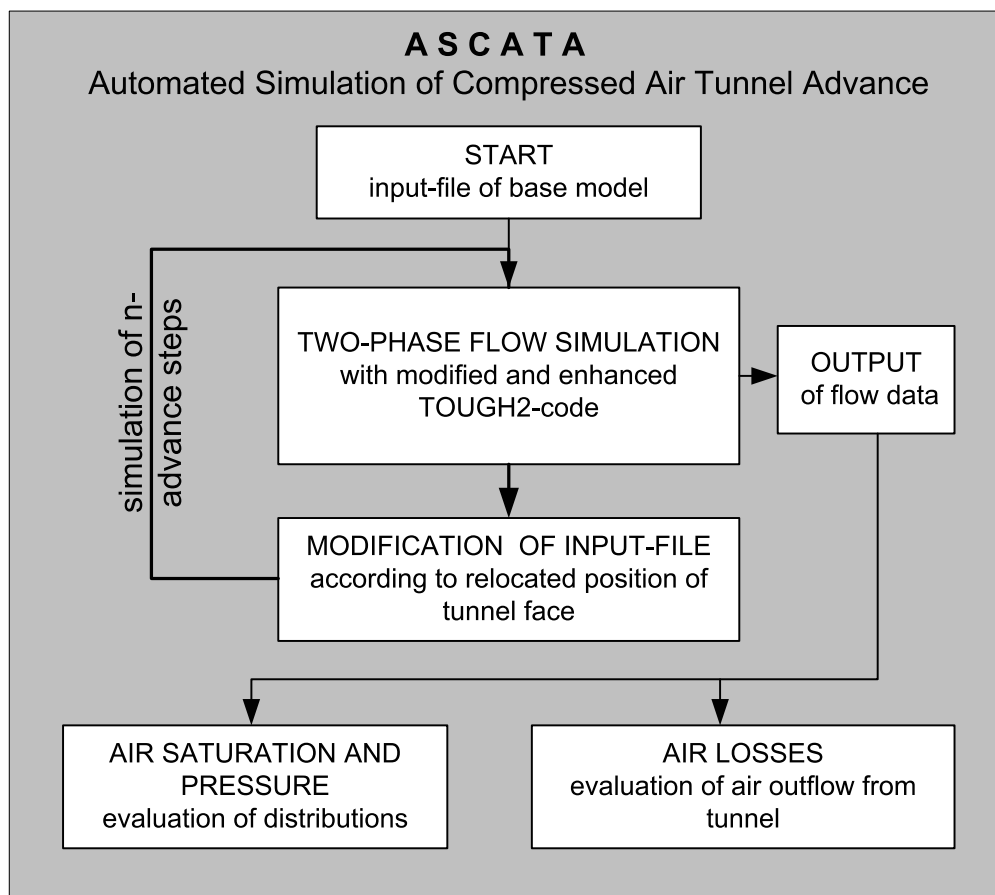 A S C A T A
Automated Simulation of Compressed Air Tunnel Advance
START
input-file of base model
simulation of n-
advance steps
TWO-PHASE FLOW SIMULATION
with modified and enhanced
TOUGH2-code
OUTPUT
of flow data
MODIFICATION OF INPUT-FILE
according to relocated position of
tunnel face
AIR SATURATION AND
PRESSURE
evaluation of distributions
AIR LOSSES
evaluation of air outflow from
tunnel